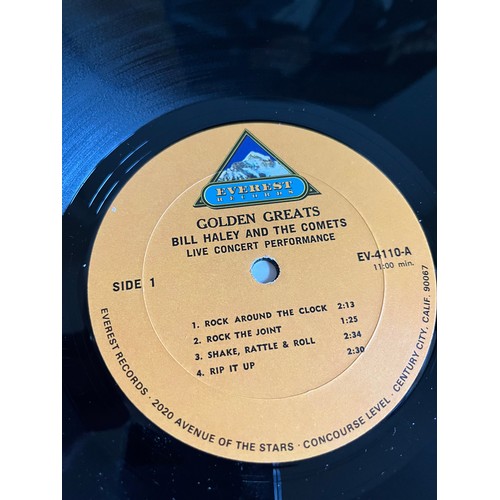 EVEREST
RECORDS
GOLDEN GREATS
BILL HALEY AND THE COMETS
LIVE CONCERT PERFORMANCE
EV-4110-A
11:00 min.
SIDE 1
1. ROCK AROUND THE CLOCK 2:13
2. ROCK THE JOINT 1:25
3. SHAKE, RATTLE & ROLL 2:34
4. RIP IT UP 2:30
EVEREST RECORDS · 2020 AVENUE OF THE STARS · CONCOURSE LEVEL · CENTURY CITY, CALIF. 90067